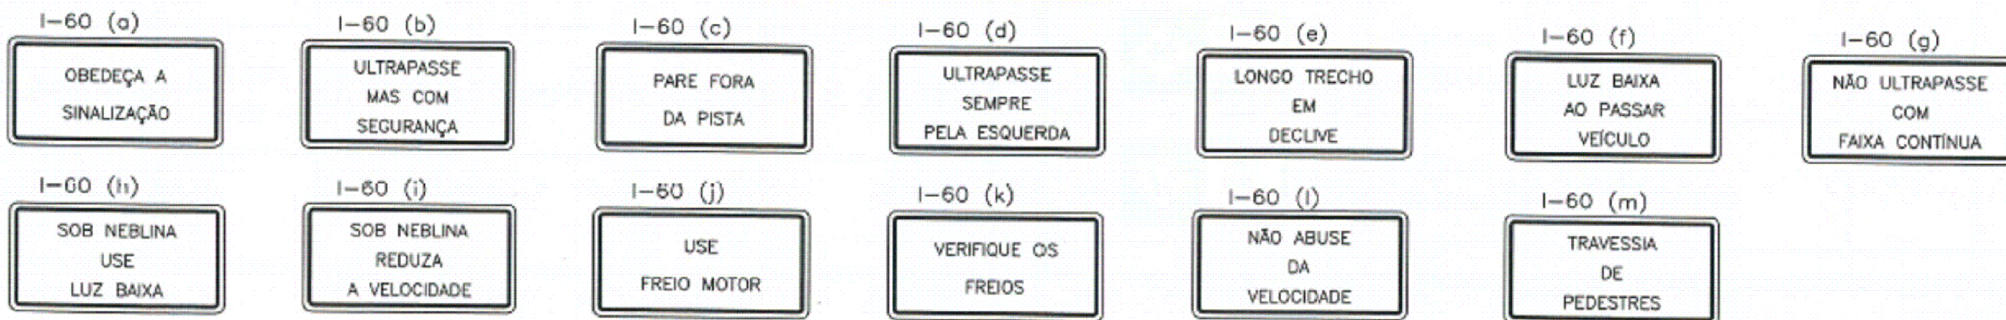 I-60 (a)
OBEDEÇA A
SINALIZAÇÃO
I-60 (b)
ULTRAPASSE
MAS COM
SEGURANÇA
I-60 (c)
PARE FORA
DA PISTA
I-60 (d)
ULTRAPASSE
SEMPRE
PELA ESQUERDA
I-60 (e)
LONGO TRECHO
EM
DECLIVE
I-60 (f)
LUZ BAIXA
AO PASSAR
VEÍCULO
I-60 (g)
NÃO ULTRAPASSE
COM
FAIXA CONTÍNUA
I-60 (h)
SOB NEBLINA
USE
LUZ BAIXA
I-60 (i)
SOB NEBLINA
REDUZA
A VELOCIDADE
I-60 (j)
USE
FREIO MOTOR
I-60 (k)
VERIFIQUE OS
FREIOS
I-60 (l)
NÃO ABUSE
DA
VELOCIDADE
I-60 (m)
TRAVESSIA
DE
PEDESTRES